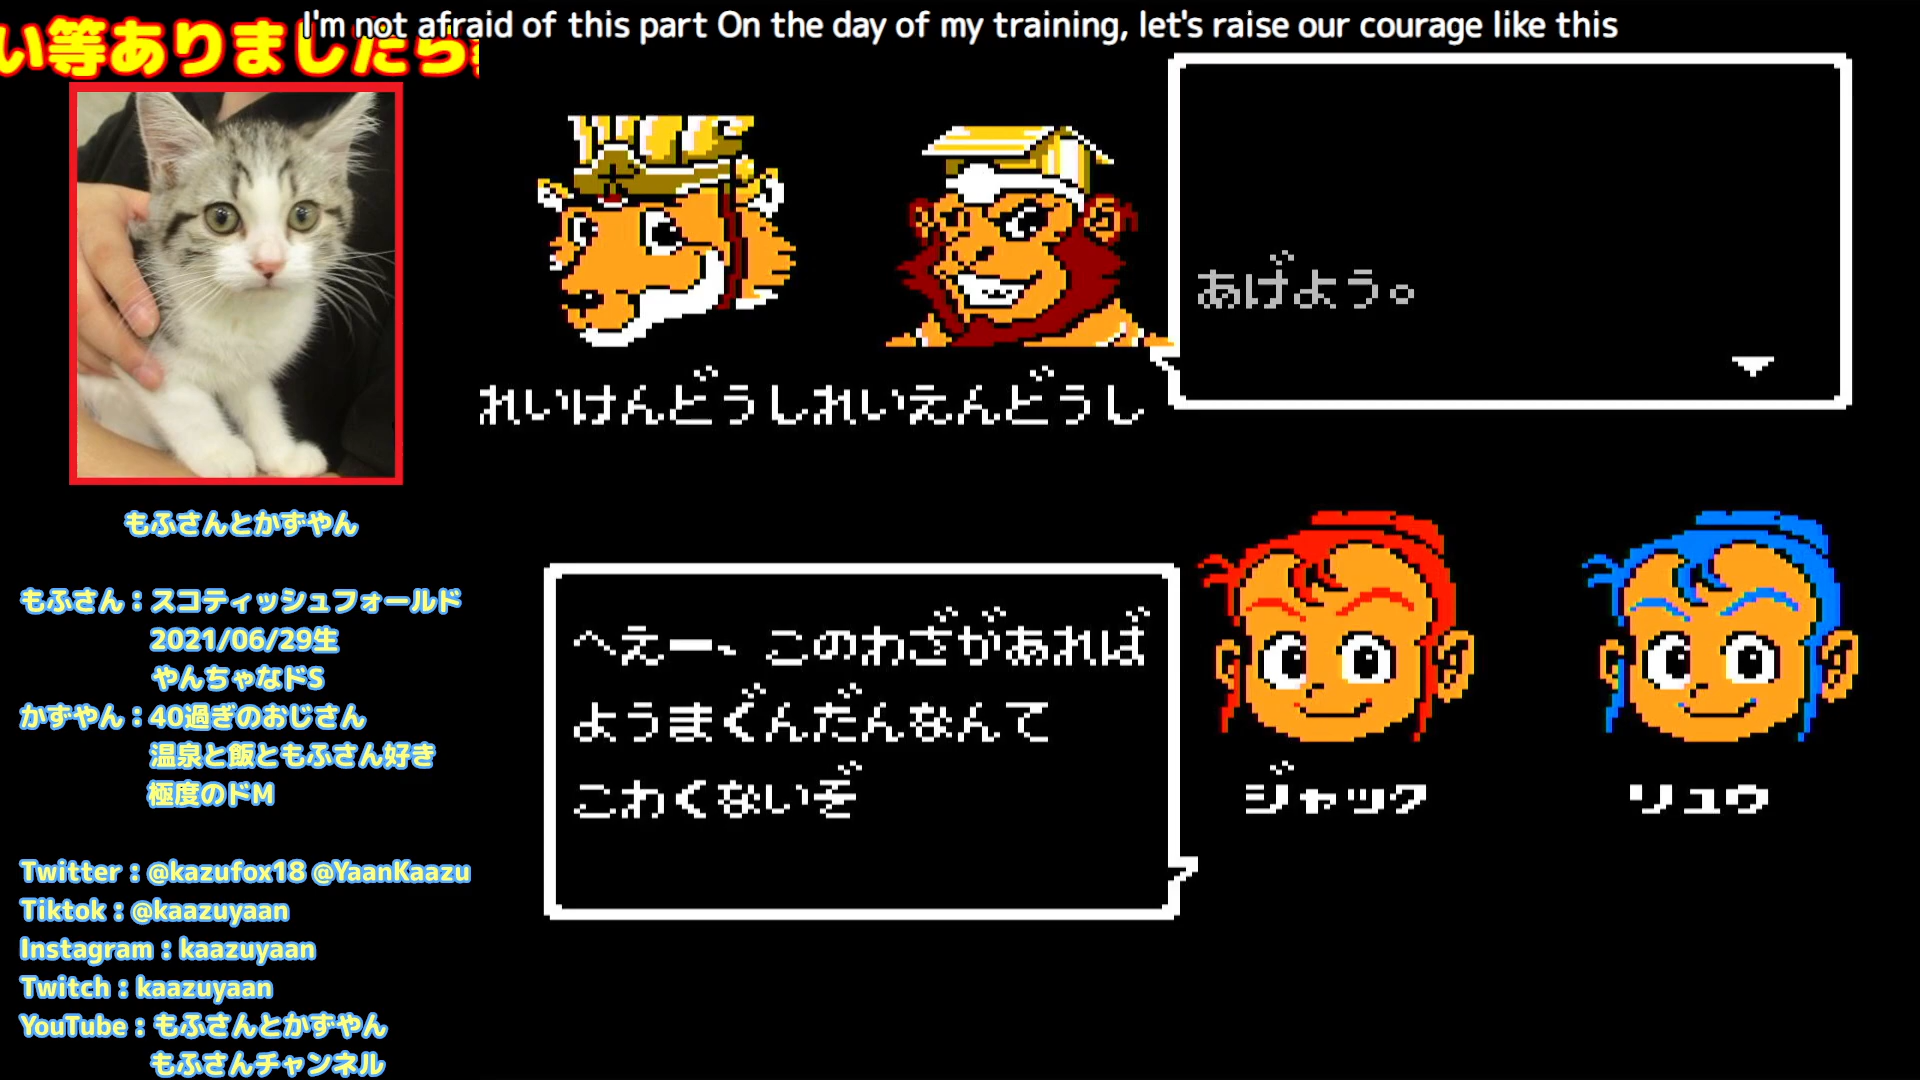 I'm not afraid of this part On the day of my training, let's raise our courage like this
い等ありましたら
もふさんとかずやん
もふさん：スコティッシュフォールド
2021/06/29生
やんちゃなドS
かずやん：40過ぎのおじさん
温泉と飯ともふさん好き
極度のドM
Twitter：@kazufox18 @YaanKaazu
Tiktok：@kaazuyaan
Instagram：kaazuyaan
Twitch：kaazuyaan
YouTube：もふさんとかずやん
もふさんチャンネル
あげよう。
れいけんどうし れいえんどうし
へえー、このわざがあれば
ようまぐんだんなんて
こわくないぞ
ジャック
リュウ